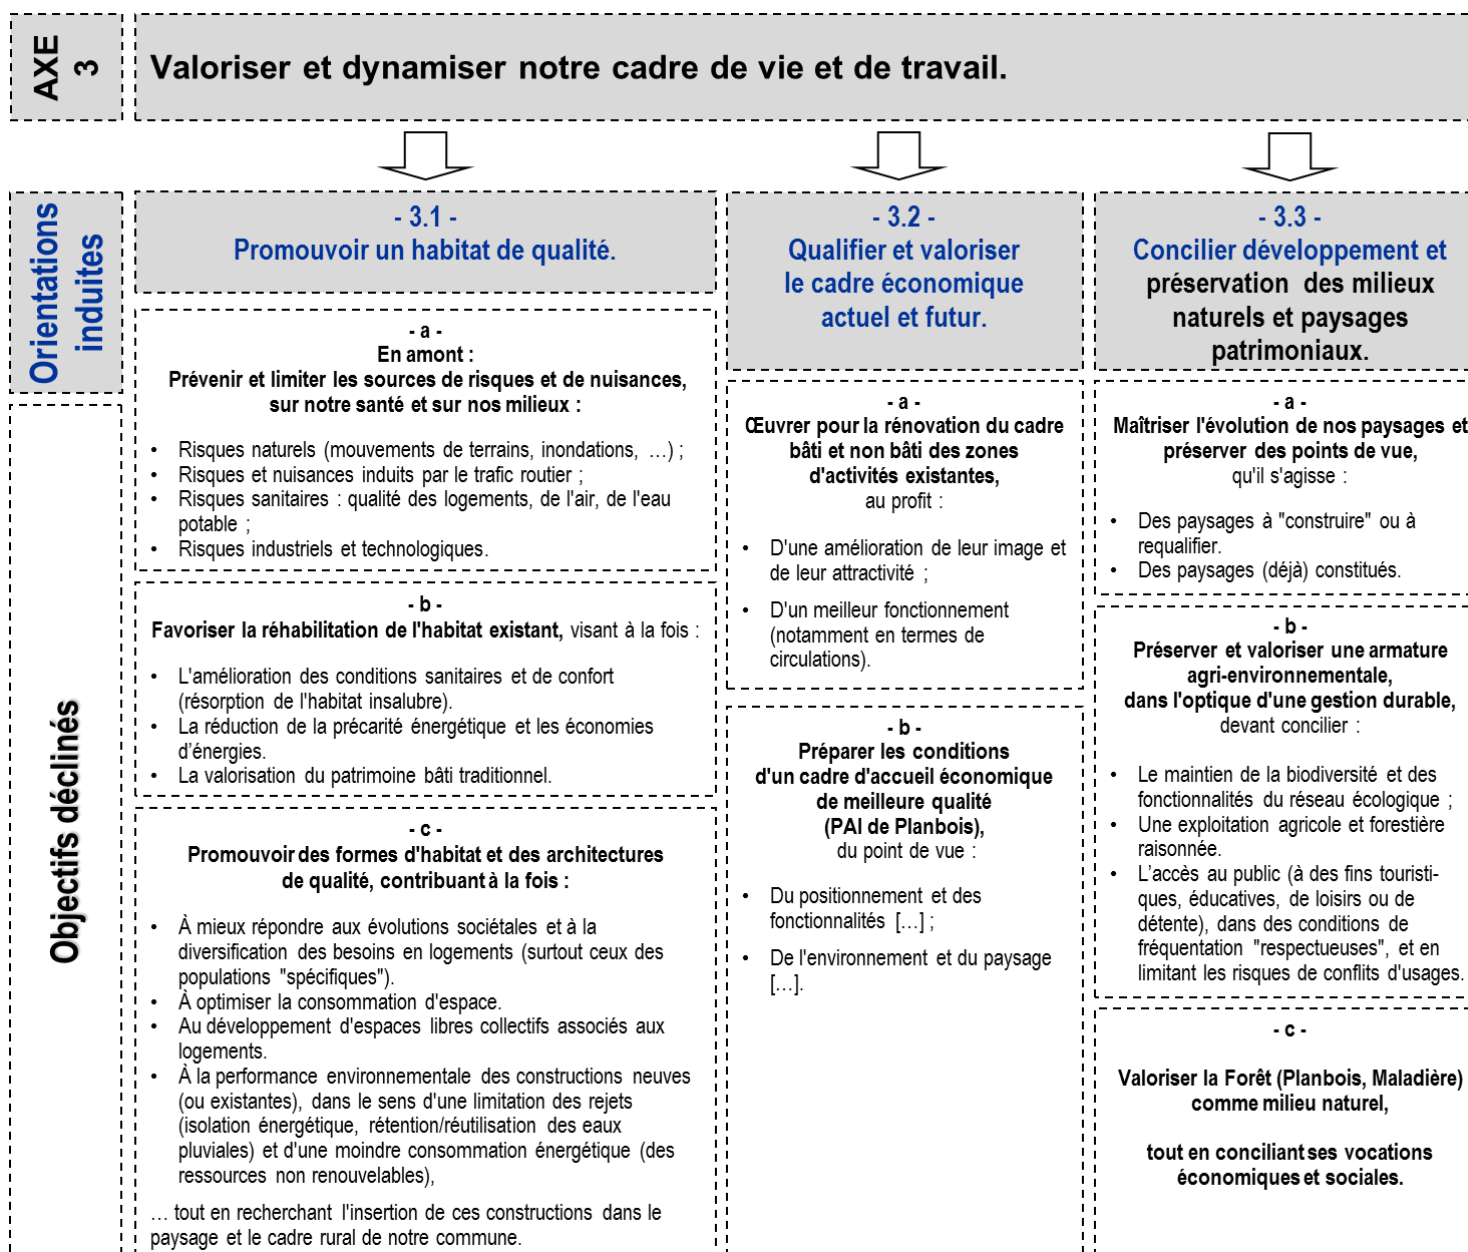 AXE
3
Valoriser et dynamiser notre cadre de vie et de travail.
Orientations
induites
- 3.1 -
Promouvoir un habitat de qualité.
- 3.2 -
Qualifier et valoriser
le cadre économique
actuel et futur.
- 3.3 -
Concilier développement et
préservation des milieux
naturels et paysages
patrimoniaux.
Objectifs déclinés
- a -
En amont :
Prévenir et limiter les sources de risques et de nuisances,
sur notre santé et sur nos milieux :
• Risques naturels (mouvements de terrains, inondations, …) ;
• Risques et nuisances induits par le trafic routier ;
• Risques sanitaires : qualité des logements, de l'air, de l'eau
potable ;
• Risques industriels et technologiques.
- b -
Favoriser la réhabilitation de l'habitat existant, visant à la fois :
• L'amélioration des conditions sanitaires et de confort
(résorption de l'habitat insalubre).
• La réduction de la précarité énergétique et les économies
d'énergies.
• La valorisation du patrimoine bâti traditionnel.
- c -
Promouvoir des formes d'habitat et des architectures
de qualité, contribuant à la fois :
• À mieux répondre aux évolutions sociétales et à la
diversification des besoins en logements (surtout ceux des
populations "spécifiques").
• À optimiser la consommation d'espace.
• Au développement d'espaces libres collectifs associés aux
logements.
• À la performance environnementale des constructions neuves
(ou existantes), dans le sens d'une limitation des rejets
(isolation énergétique, rétention/réutilisation des eaux
pluviales) et d'une moindre consommation énergétique (des
ressources non renouvelables),
… tout en recherchant l'insertion de ces constructions dans le
paysage et le cadre rural de notre commune.
- a -
Œuvrer pour la rénovation du cadre
bâti et non bâti des zones
d'activités existantes,
au profit :
• D'une amélioration de leur image et
de leur attractivité ;
• D'un meilleur fonctionnement
(notamment en termes de
circulations).
- b -
Préparer les conditions
d'un cadre d'accueil économique
de meilleure qualité
(PAI de Planbois),
du point de vue :
• Du positionnement et des
fonctionnalités […] ;
• De l'environnement et du paysage
[…].
- a -
Maîtriser l'évolution de nos paysages et
préserver des points de vue,
qu'il s'agisse :
• Des paysages à "construire" ou à
requalifier.
• Des paysages (déjà) constitués.
- b -
Préserver et valoriser une armature
agri-environnementale,
dans l'optique d'une gestion durable,
devant concilier :
• Le maintien de la biodiversité et des
fonctionnalités du réseau écologique ;
• Une exploitation agricole et forestière
raisonnée.
• L'accès au public (à des fins touristi-
ques, éducatives, de loisirs ou de
détente), dans des conditions de
fréquentation "respectueuses", et en
limitant les risques de conflits d'usages.
- c -
Valoriser la Forêt (Planbois, Maladière)
comme milieu naturel,
tout en conciliant ses vocations
économiques et sociales.